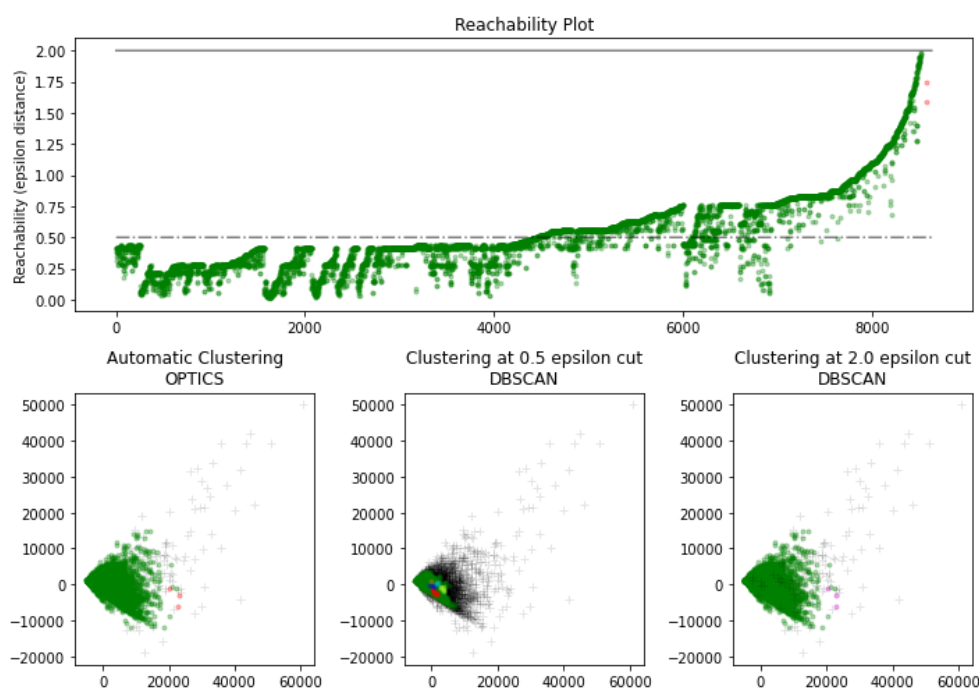 Reachability Plot
Reachability (epsilon distance)
2.00
1.75
1.50
1.25
1.00
0.75
0.50
0.25
0.00
0 2000 4000 6000 8000
Automatic Clustering
OPTICS
50000
40000
30000
20000
10000
0
−10000
−20000
0 20000 40000 60000
Clustering at 0.5 epsilon cut
DBSCAN
50000
40000
30000
20000
10000
0
−10000
−20000
0 20000 40000 60000
Clustering at 2.0 epsilon cut
DBSCAN
50000
40000
30000
20000
10000
0
−10000
−20000
0 20000 40000 60000